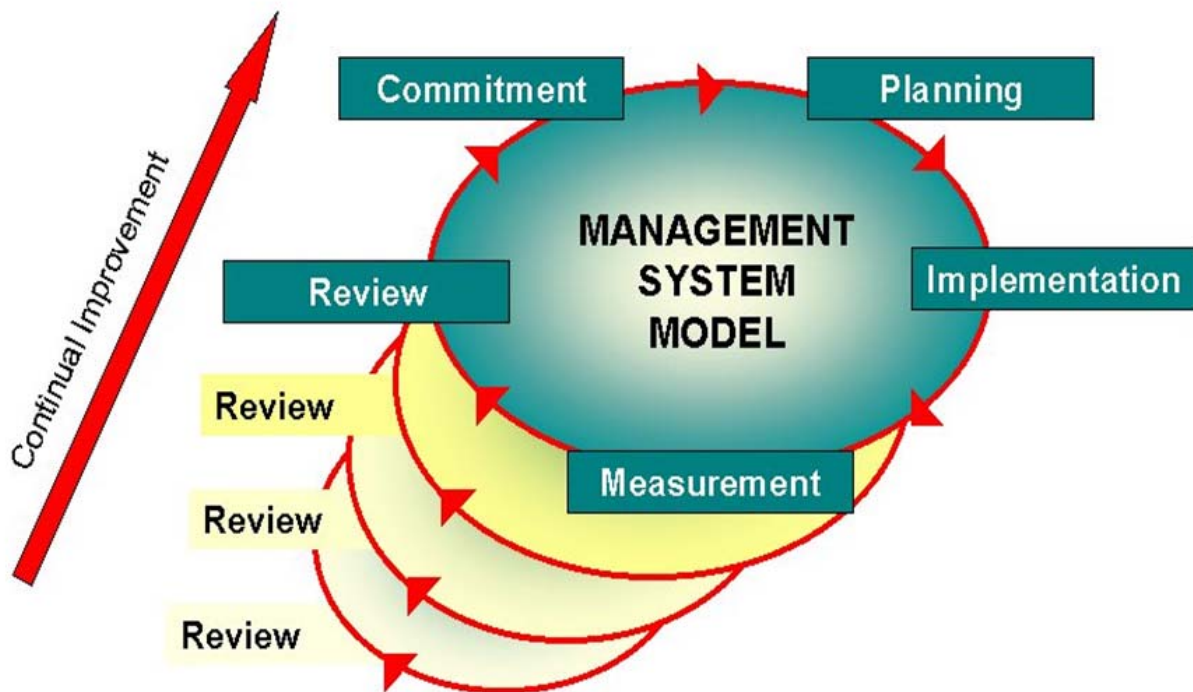 Commitment
Planning
Continual Improvement
MANAGEMENT
SYSTEM
MODEL
Review
Implementation
Review
Measurement
Review
Review